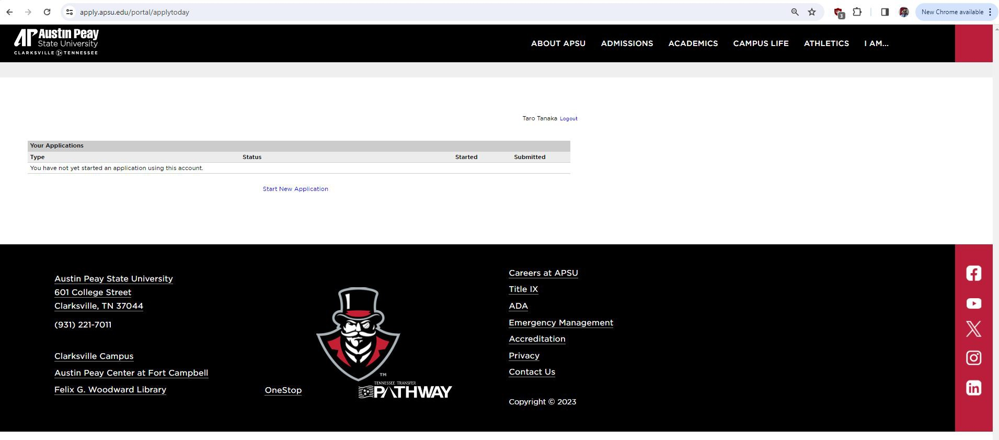 apply.apsu.edu/portal/applytoday
3
New Chrome available
AP Austin Peay
State University
CLARKSVILLE TENNESSEE
ABOUT APSU ADMISSIONS ACADEMICS CAMPUS LIFE ATHLETICS I AM...
Taro Tanaka Logout
Your Applications
Type Status Started Submitted
You have not yet started an application using this account.
Start New Application
Austin Peay State University
601 College Street
Clarksville, TN 37044
(931) 221-7011
Clarksville Campus
Austin Peay Center at Fort Campbell
Felix G. Woodward Library
OneStop
TM
TENNESSEE TRANSFER
PATHWAY
Careers at APSU
Title IX
ADA
Emergency Management
Accreditation
Privacy
Contact Us
Copyright © 2023